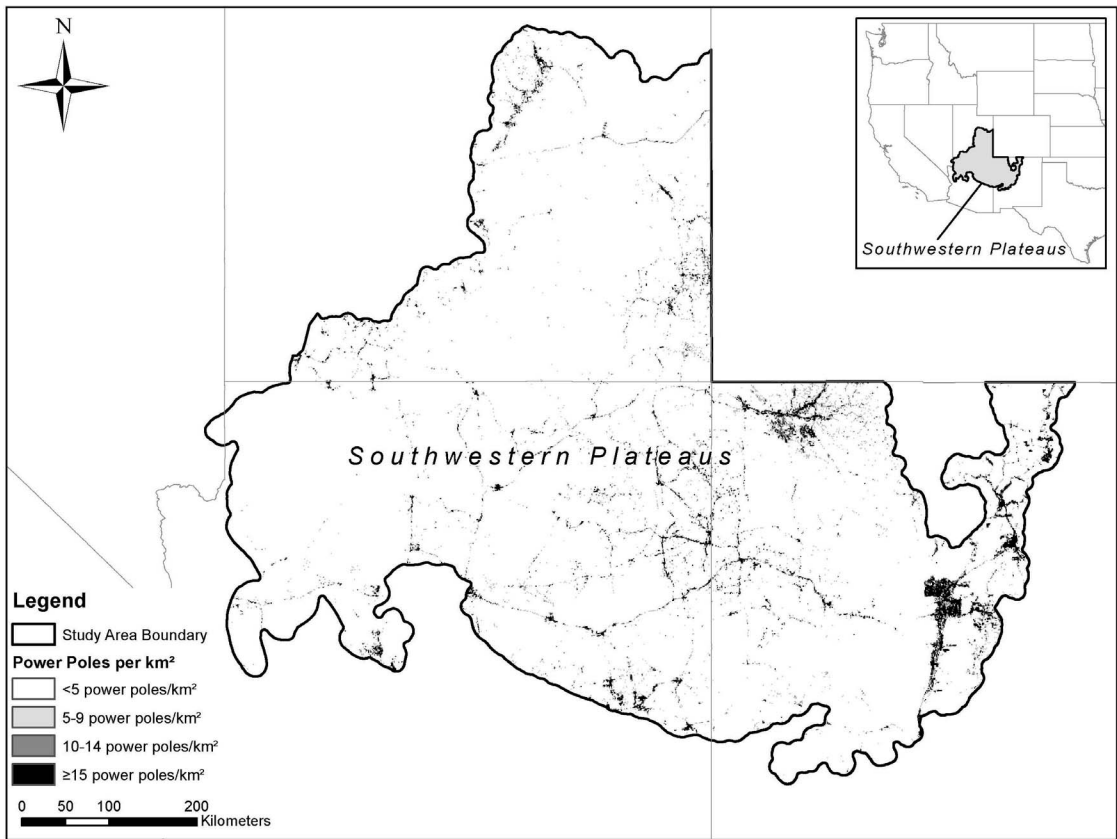 N
Southwestern Plateaus
Southwestern Plateaus
Legend
Study Area Boundary
Power Poles per km²
<5 power poles/km²
5-9 power poles/km²
10-14 power poles/km²
≥15 power poles/km²
0 50 100 200
Kilometers